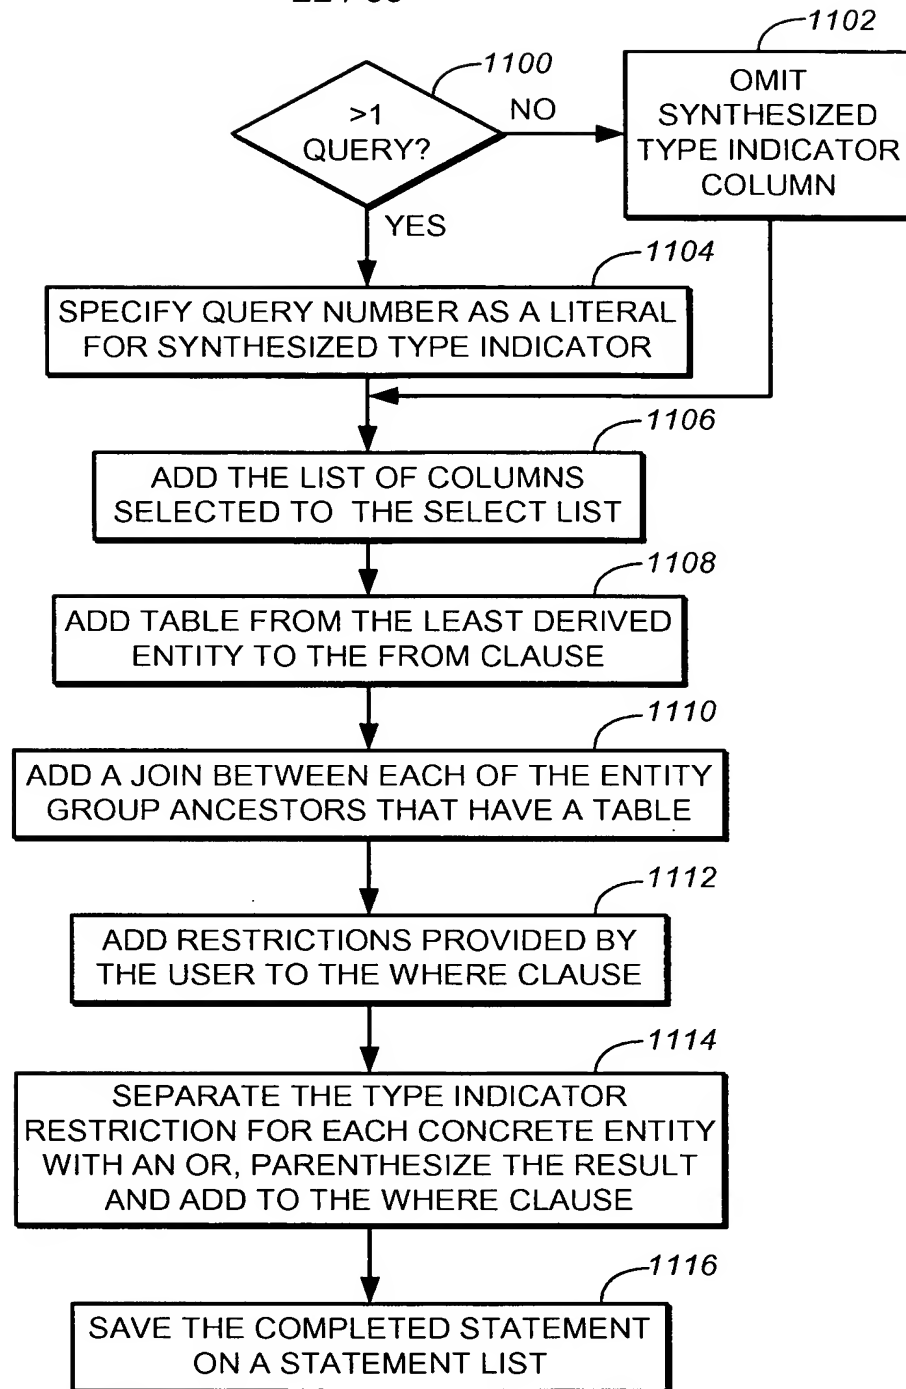 1100
>1
QUERY?
NO
YES
1102
OMIT
SYNTHESIZED
TYPE INDICATOR
COLUMN
1104
SPECIFY QUERY NUMBER AS A LITERAL
FOR SYNTHESIZED TYPE INDICATOR
1106
ADD THE LIST OF COLUMNS
SELECTED TO THE SELECT LIST
1108
ADD TABLE FROM THE LEAST DERIVED
ENTITY TO THE FROM CLAUSE
1110
ADD A JOIN BETWEEN EACH OF THE ENTITY
GROUP ANCESTORS THAT HAVE A TABLE
1112
ADD RESTRICTIONS PROVIDED BY
THE USER TO THE WHERE CLAUSE
1114
SEPARATE THE TYPE INDICATOR
RESTRICTION FOR EACH CONCRETE ENTITY
WITH AN OR, PARENTHESIZE THE RESULT
AND ADD TO THE WHERE CLAUSE
1116
SAVE THE COMPLETED STATEMENT
ON A STATEMENT LIST